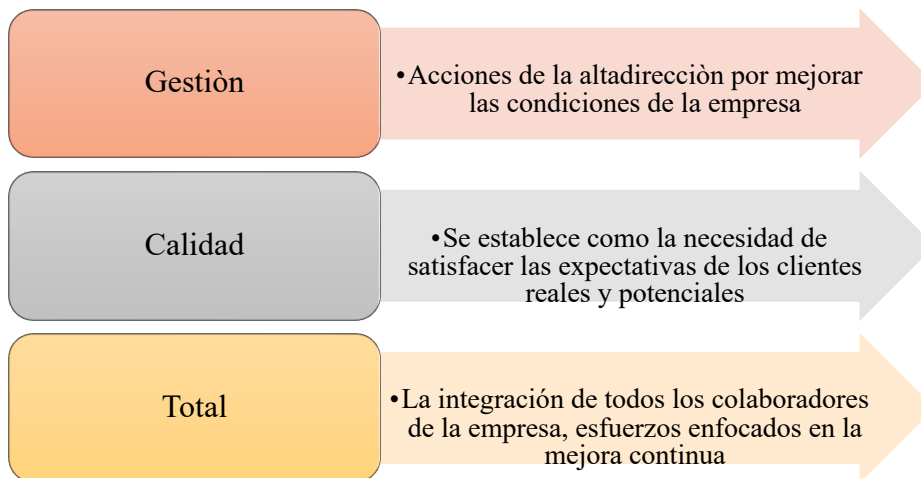 Gestiòn
•Acciones de la altadirecciòn por mejorar
las condiciones de la empresa
Calidad
•Se establece como la necesidad de
satisfacer las expectativas de los clientes
reales y potenciales
Total
•La integración de todos los colaboradores
de la empresa, esfuerzos enfocados en la
mejora continua